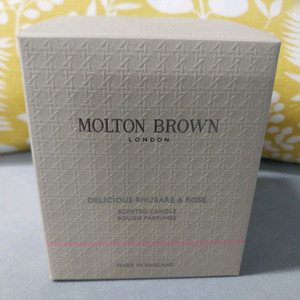 MOLTON BROWN
LONDON
DELICIOUS RHUBARB & ROSE
SCENTED CANDLE
BOUGIE PARFUMÉE
MADE IN ENGLAND